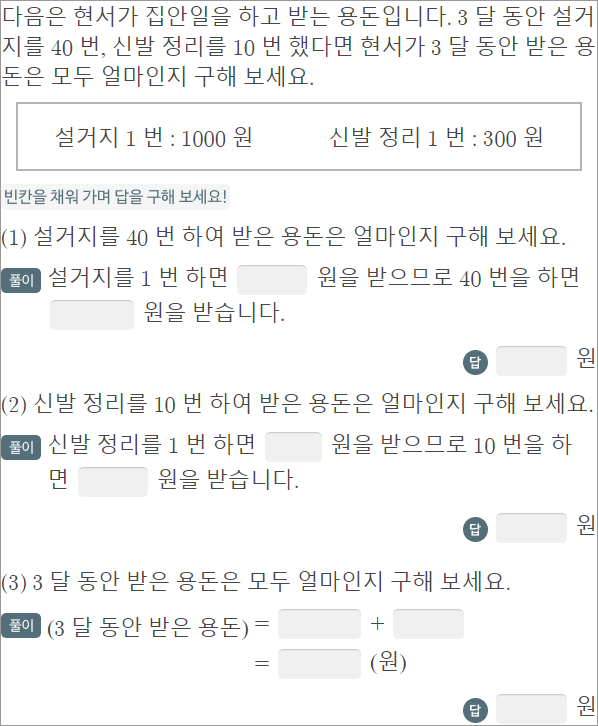 다음은 현서가 집안일을 하고 받는 용돈입니다. 3 달 동안 설거
지를 40 번, 신발 정리를 10 번 했다면 현서가 3 달 동안 받은 용
돈은 모두 얼마인지 구해 보세요.
설거지 1 번 : 1000 원 신발 정리 1 번 : 300 원
빈칸을 채워 가며 답을 구해 보세요!
(1) 설거지를 40 번 하여 받은 용돈은 얼마인지 구해 보세요.
풀이 설거지를 1 번 하면 원을 받으므로 40 번을 하면
원을 받습니다.
답 원
(2) 신발 정리를 10 번 하여 받은 용돈은 얼마인지 구해 보세요.
풀이 신발 정리를 1 번 하면 원을 받으므로 10 번을 하
면 원을 받습니다.
답 원
(3) 3 달 동안 받은 용돈은 모두 얼마인지 구해 보세요.
풀이 (3 달 동안 받은 용돈) = +
= (원)
답 원